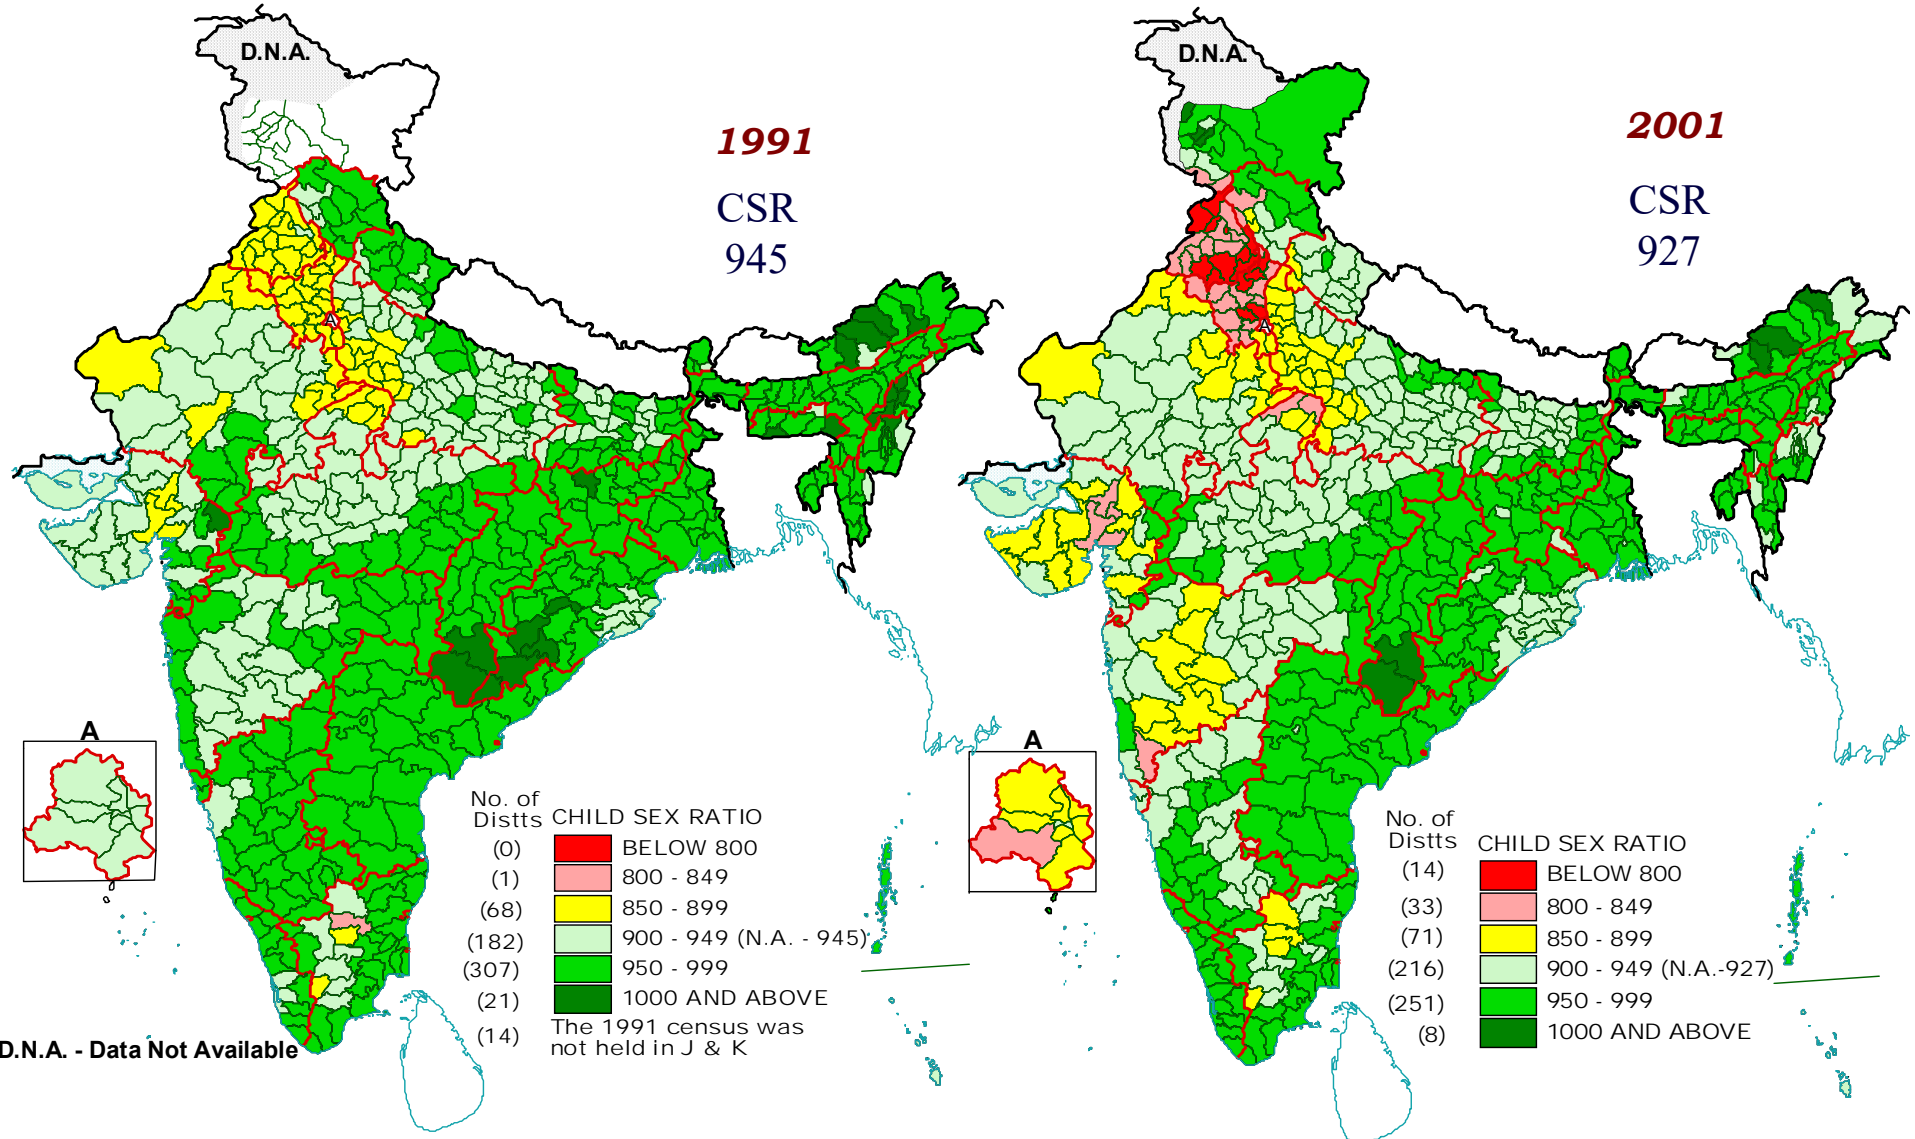 D.N.A.
1991
CSR
945
A
A
No. of
Distts
CHILD SEX RATIO
(0) BELOW 800
(1) 800 - 849
(68) 850 - 899
(182) 900 - 949 (N.A. - 945)
(307) 950 - 999
(21) 1000 AND ABOVE
(14) The 1991 census was
not held in J & K
D.N.A. - Data Not Available
D.N.A.
2001
CSR
927
A
A
No. of
Distts
CHILD SEX RATIO
(14) BELOW 800
(33) 800 - 849
(71) 850 - 899
(216) 900 - 949 (N.A.-927)
(251) 950 - 999
(8) 1000 AND ABOVE